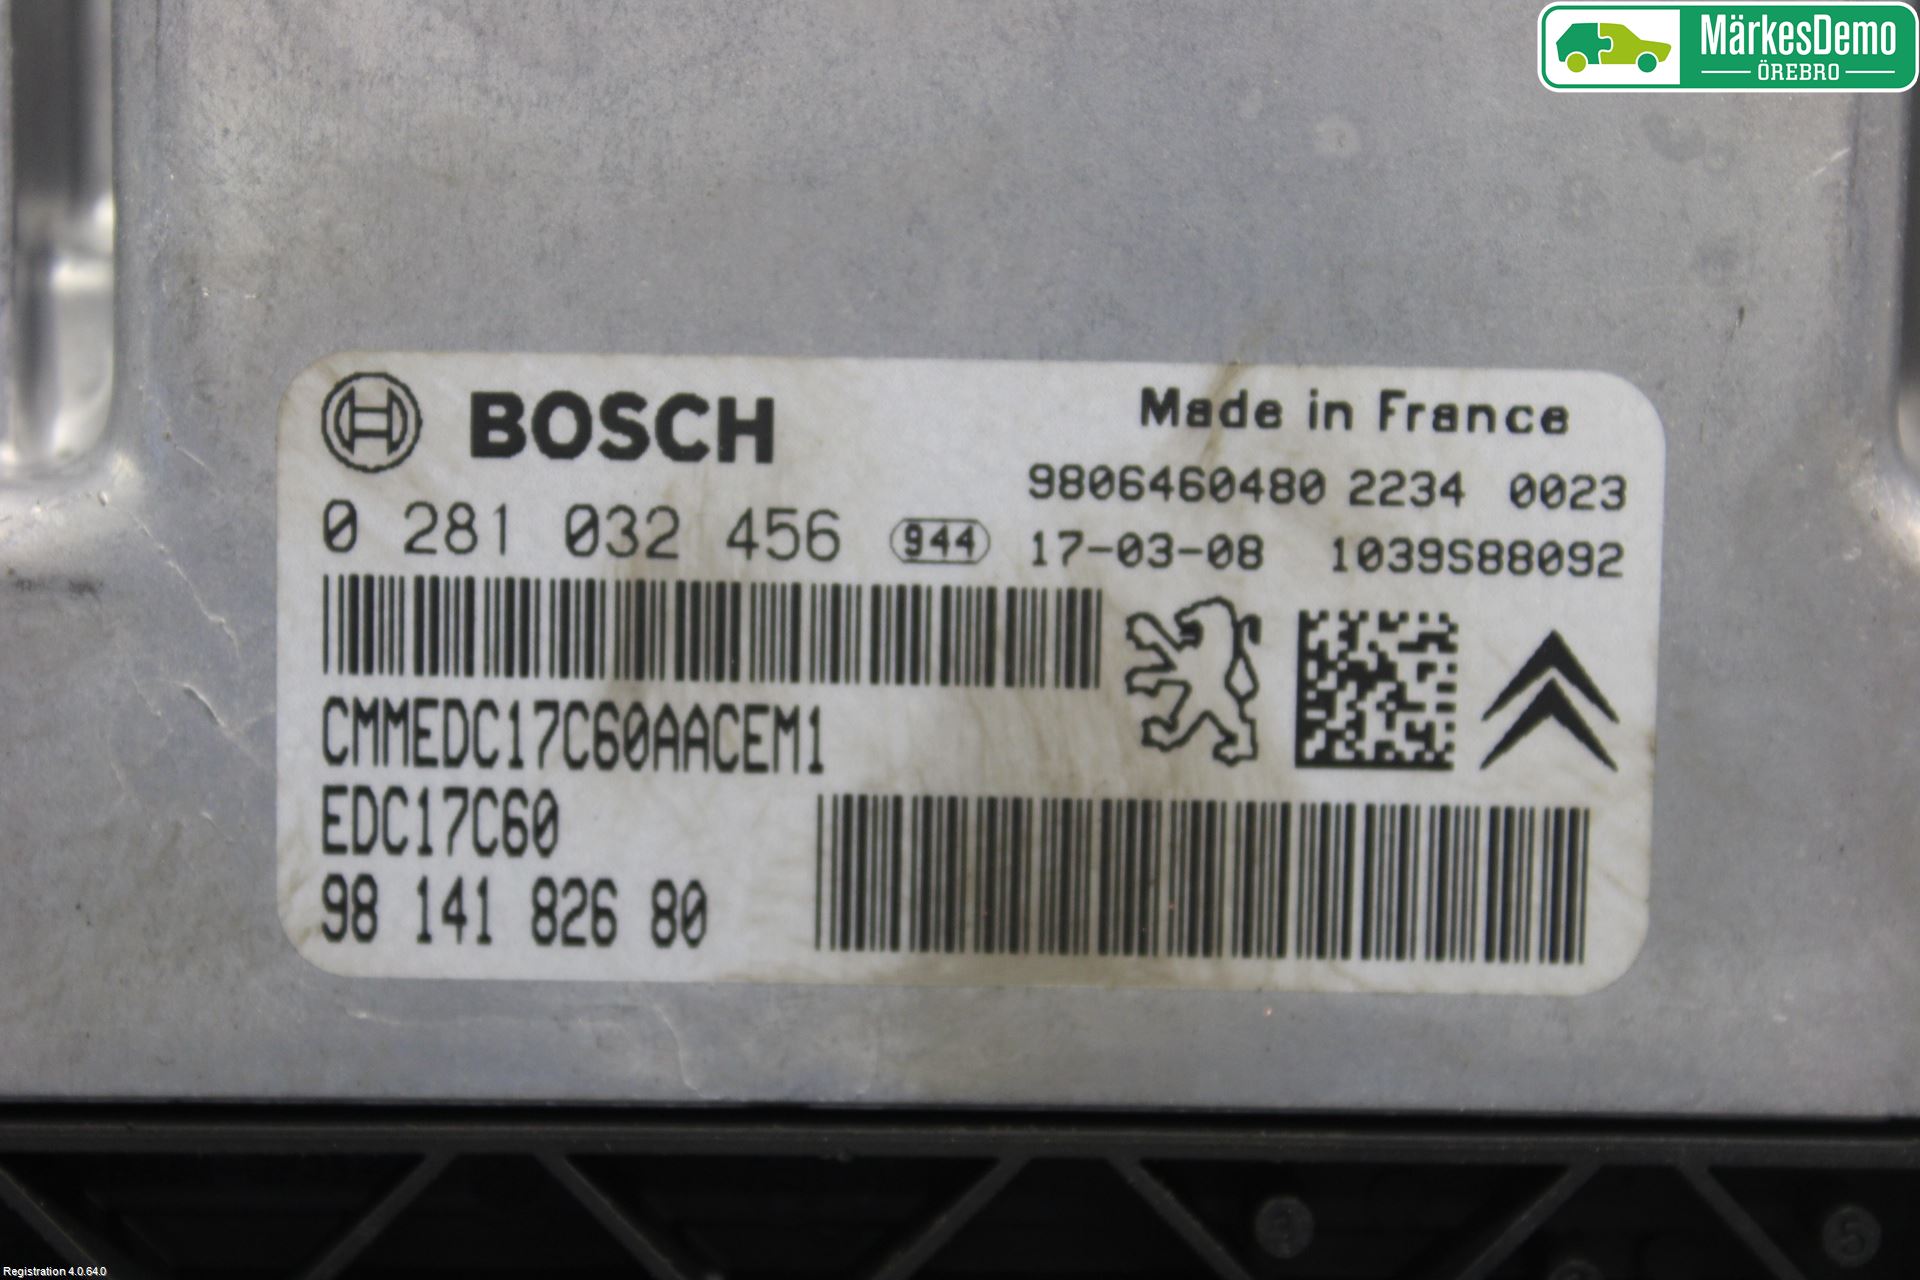 MärkesDemo
ÖREBRO
BOSCH
Made in France
9806460480 2234 0023
0 281 032 456 944 17-03-08 1039S88092
CMMEDC17C60AACEM1
EDC17C60
98 141 826 80
Registration 4.0.64.0